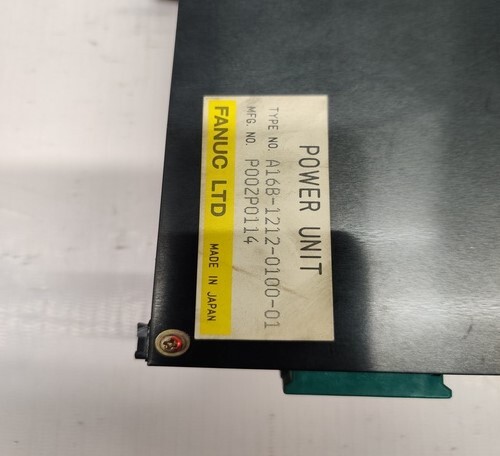 POWER UNIT
TYPE NO. A16B-1212-0100-01
MFG. NO. P002P0114
FANUC LTD MADE IN JAPAN